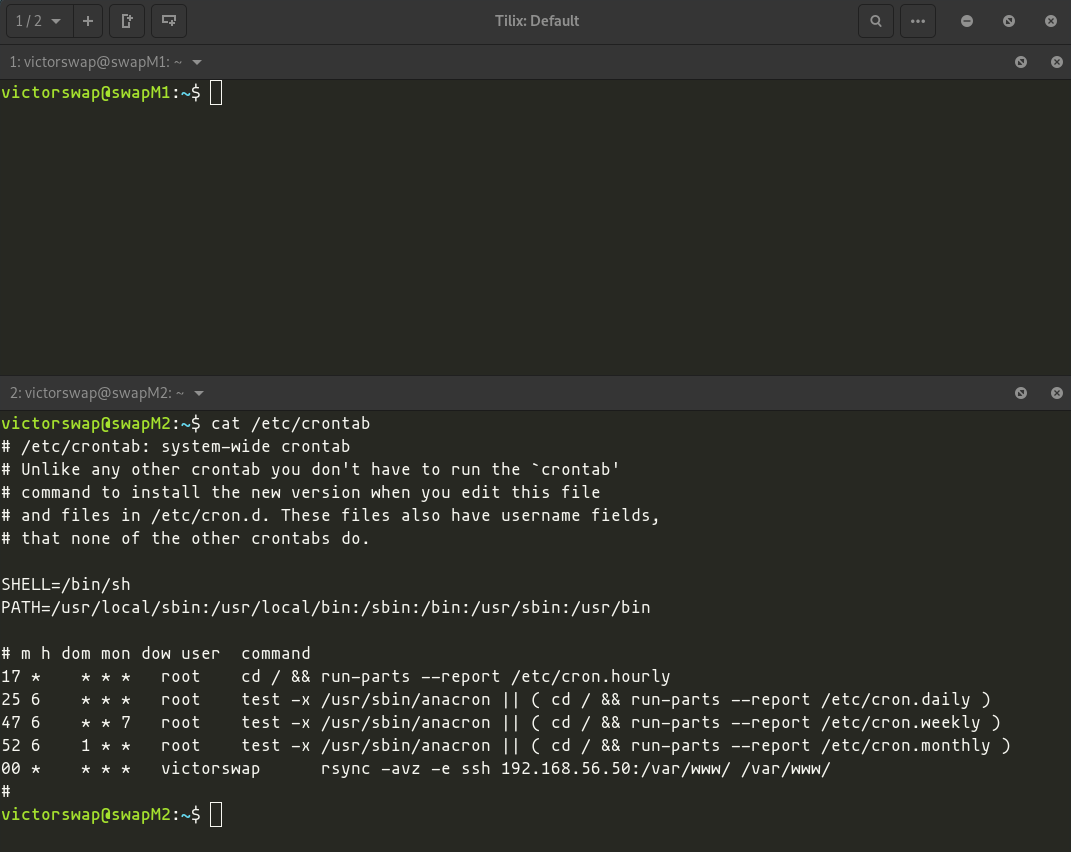 1 / 2
Tilix: Default
1: victorswap@swapM1: ~
victorswap@swapM1:~$
2: victorswap@swapM2: ~
victorswap@swapM2:~$ cat /etc/crontab
# /etc/crontab: system-wide crontab
# Unlike any other crontab you don't have to run the `crontab'
# command to install the new version when you edit this file
# and files in /etc/cron.d. These files also have username fields,
# that none of the other crontabs do.
SHELL=/bin/sh
PATH=/usr/local/sbin:/usr/local/bin:/sbin:/bin:/usr/sbin:/usr/bin
# m h dom mon dow user  command
17 *    * * *   root    cd / && run-parts --report /etc/cron.hourly
25 6    * * *   root    test -x /usr/sbin/anacron || ( cd / && run-parts --report /etc/cron.daily )
47 6    * * 7   root    test -x /usr/sbin/anacron || ( cd / && run-parts --report /etc/cron.weekly )
52 6    1 * *   root    test -x /usr/sbin/anacron || ( cd / && run-parts --report /etc/cron.monthly )
00 *    * * *   victorswap      rsync -avz -e ssh 192.168.56.50:/var/www/ /var/www/
#
victorswap@swapM2:~$